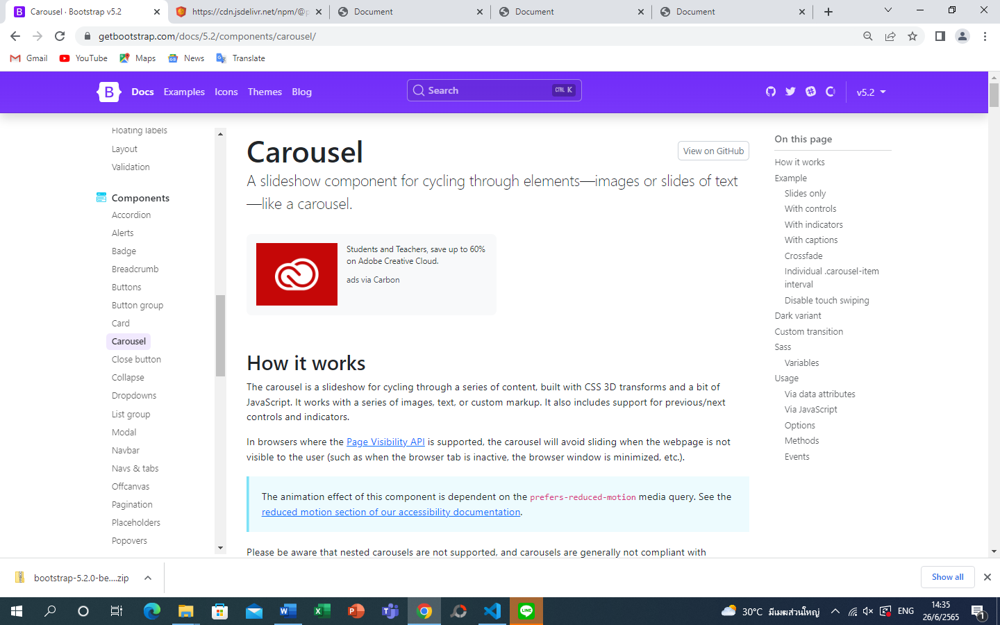 Carousel · Bootstrap v5.2
https://cdn.jsdelivr.net/npm/@p
Document
Document
Document
getbootstrap.com/docs/5.2/components/carousel/
Gmail
YouTube
Maps
News
Translate
B
Docs
Examples
Icons
Themes
Blog
Search
CTRL K
v5.2
Floating labels
Layout
Validation
Components
Accordion
Alerts
Badge
Breadcrumb
Buttons
Button group
Card
Carousel
Close button
Collapse
Dropdowns
List group
Modal
Navbar
Navs & tabs
Offcanvas
Pagination
Placeholders
Popovers
Carousel
View on GitHub
A slideshow component for cycling through elements—images or slides of text
—like a carousel.
Students and Teachers, save up to 60%
on Adobe Creative Cloud.
ads via Carbon
How it works
The carousel is a slideshow for cycling through a series of content, built with CSS 3D transforms and a bit of
JavaScript. It works with a series of images, text, or custom markup. It also includes support for previous/next
controls and indicators.
In browsers where the Page Visibility API is supported, the carousel will avoid sliding when the webpage is not
visible to the user (such as when the browser tab is inactive, the browser window is minimized, etc.).
The animation effect of this component is dependent on the prefers-reduced-motion media query. See the
reduced motion section of our accessibility documentation.
Please be aware that nested carousels are not supported, and carousels are generally not compliant with
On this page
How it works
Example
Slides only
With controls
With indicators
With captions
Crossfade
Individual .carousel-item
interval
Disable touch swiping
Dark variant
Custom transition
Sass
Variables
Usage
Via data attributes
Via JavaScript
Options
Methods
Events
bootstrap-5.2.0-be....zip
Show all
30°C มีเมฆส่วนใหญ่
ENG
14:35
26/6/2565
1